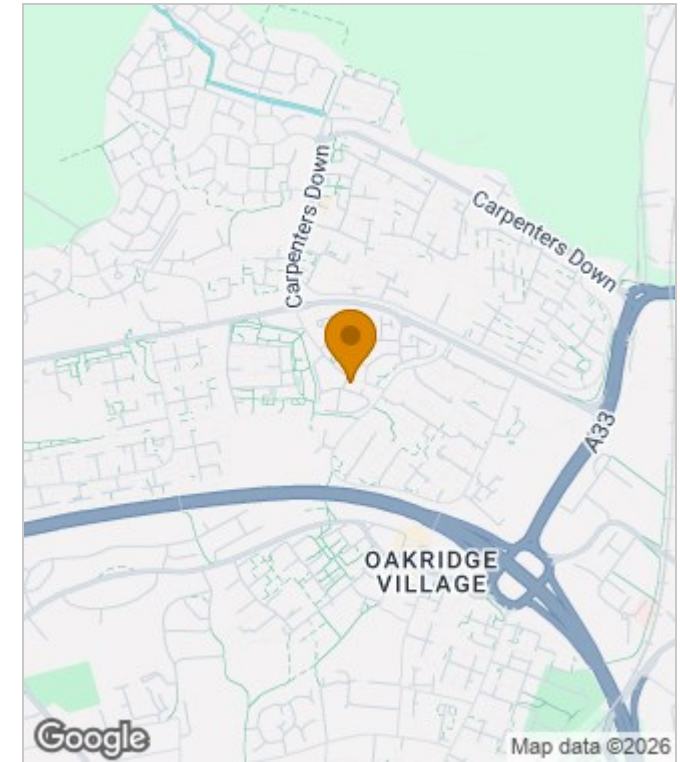 Carpenters Down
Carpenters Down
A33
OAKRIDGE
VILLAGE
Google
Map data ©2026